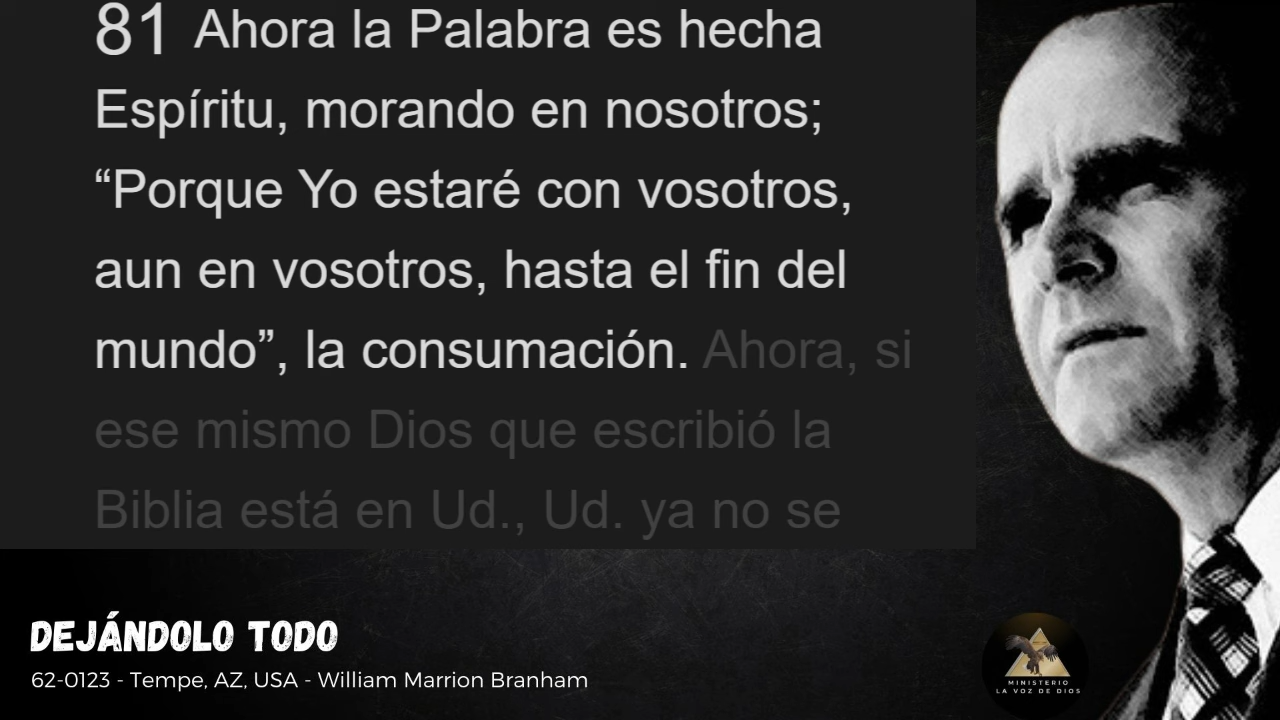 81 Ahora la Palabra es hecha
Espíritu, morando en nosotros;
“Porque Yo estaré con vosotros,
aun en vosotros, hasta el fin del
mundo”, la consumación. Ahora, si
ese mismo Dios que escribió la
Biblia está en Ud., Ud. ya no se
DEJÁNDOLO TODO
62-0123 - Tempe, AZ, USA - William Marrion Branham
MINISTERIO
LA VOZ DE DIOS